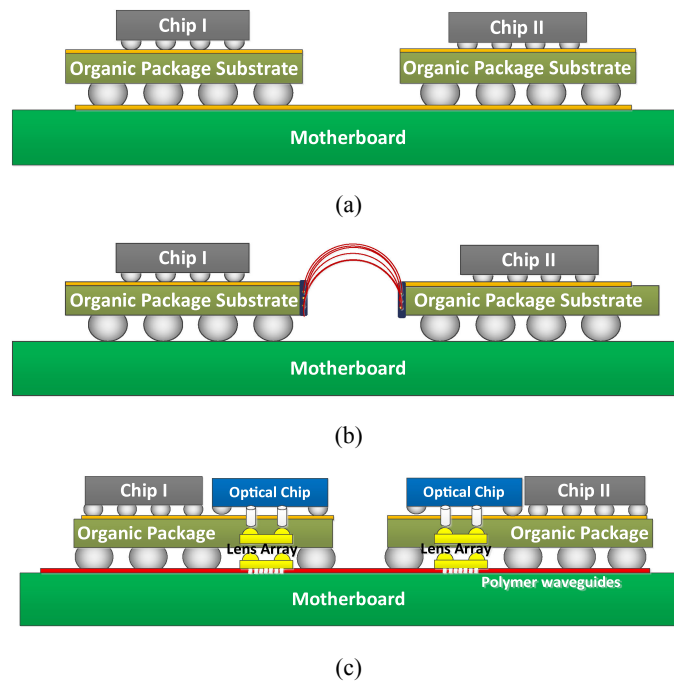 Chip I
Chip II
Organic Package Substrate
Organic Package Substrate
Motherboard
(a)
Chip I
Chip II
Organic Package Substrate
Organic Package Substrate
Motherboard
(b)
Chip I
Optical Chip
Optical Chip
Chip II
Organic Package
Organic Package
Lens Array
Lens Array
Polymer waveguides
Motherboard
(c)